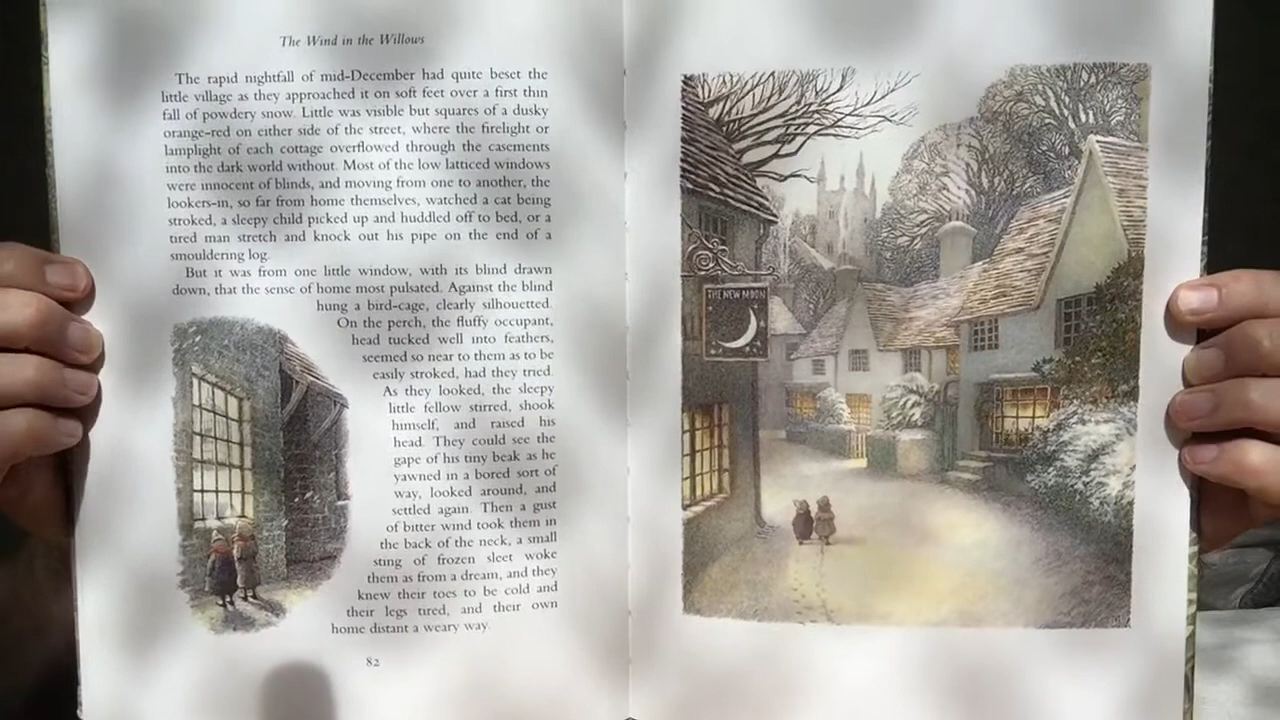 The Wind in the Willows
The rapid nightfall of mid-December had quite beset the
little village as they approached it on soft feet over a first thin
fall of powdery snow. Little was visible but squares of a dusky
orange-red on either side of the street, where the firelight or
lamplight of each cottage overflowed through the casements
into the dark world without. Most of the low latticed windows
were innocent of blinds, and moving from one to another, the
lookers-in, so far from home themselves, watched a cat being
stroked, a sleepy child picked up and huddled off to bed, or a
tired man stretch and knock out his pipe on the end of a
smouldering log.
But it was from one little window, with its blind drawn
down, that the sense of home most pulsated. Against the blind
hung a bird-cage, clearly silhouetted.
On the perch, the fluffy occupant,
head tucked well into feathers,
seemed so near to them as to be
easily stroked, had they tried.
As they looked, the sleepy
little fellow stirred, shook
himself, and raised his
head. They could see the
gape of his tiny beak as he
yawned in a bored sort of
way, looked around, and
settled again. Then a gust
of bitter wind took them in
the back of the neck, a small
sting of frozen sleet woke
them as from a dream, and they
knew their toes to be cold and
their legs tired, and their own
home distant a weary way.
82
THE NEW MOON